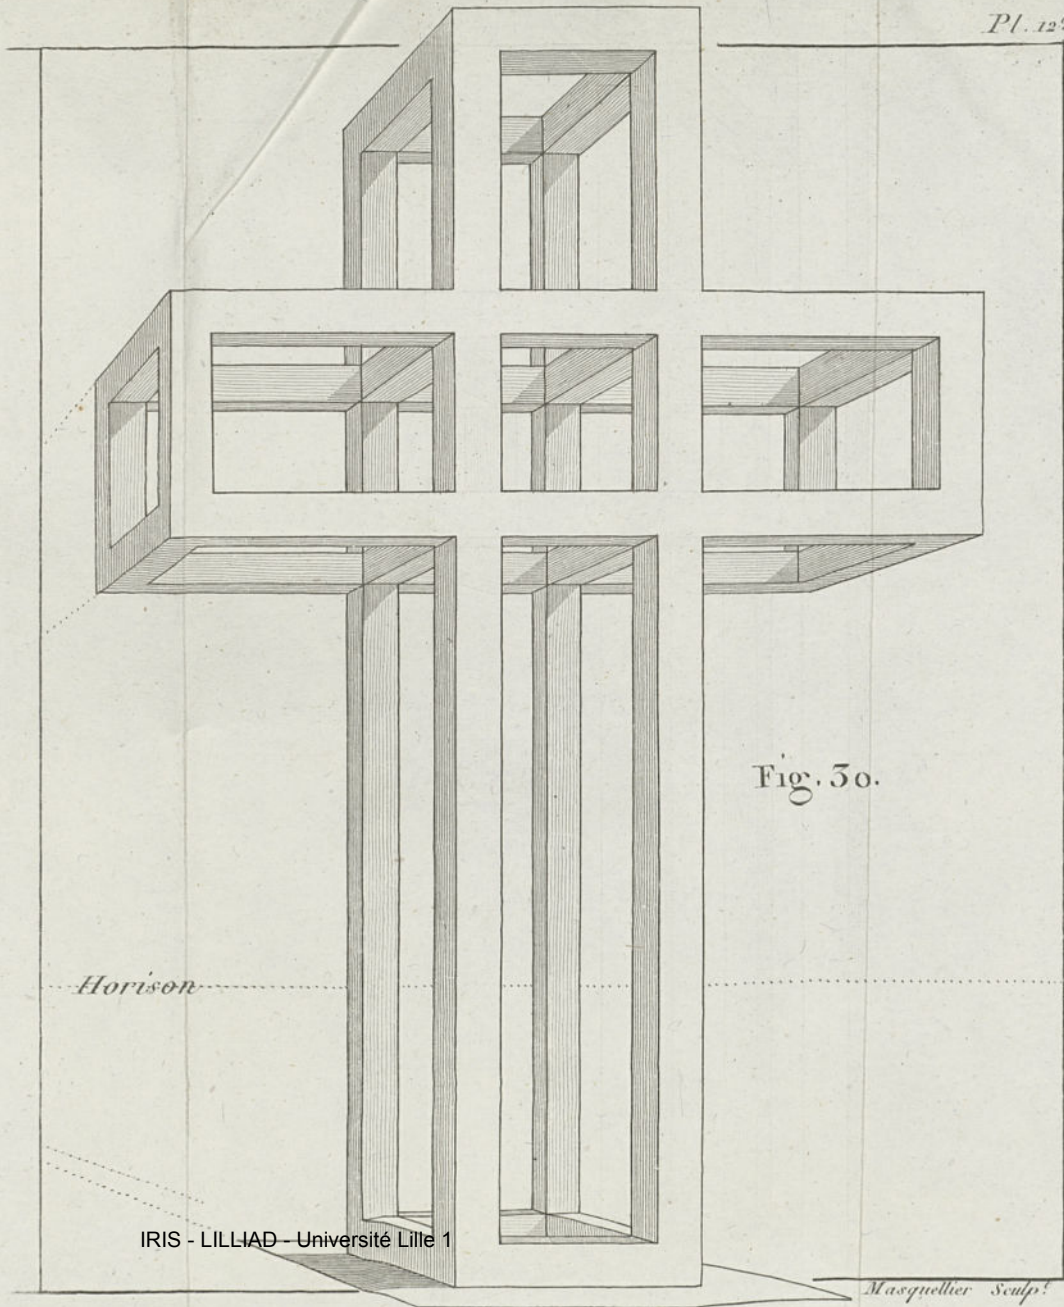 Pl. 12.
Fig. 30.
Horison
IRIS - LILLIAD - Université Lille 1
Masquellier Sculp.t